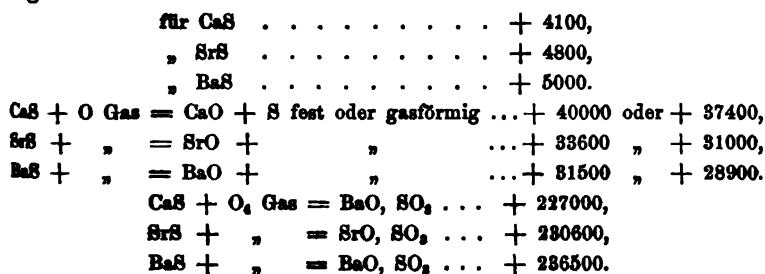 für CaS . . . . . . . . . . + 4100,
„ SrS . . . . . . . . . . + 4800,
„ BaS . . . . . . . . . . + 5000.
CaS + O Gas = CaO + S fest oder gasförmig ...+ 40000 oder + 37400,
SrS + „ = SrO + „ ...+ 33600 „ + 31000,
BaS + „ = BaO + „ ...+ 31500 „ + 28900.
CaS + O₄ Gas = BaO, SO₃ ... + 227000,
SrS + „ = SrO, SO₃ ... + 230600,
BaS + „ = BaO, SO₃ ... + 236500.